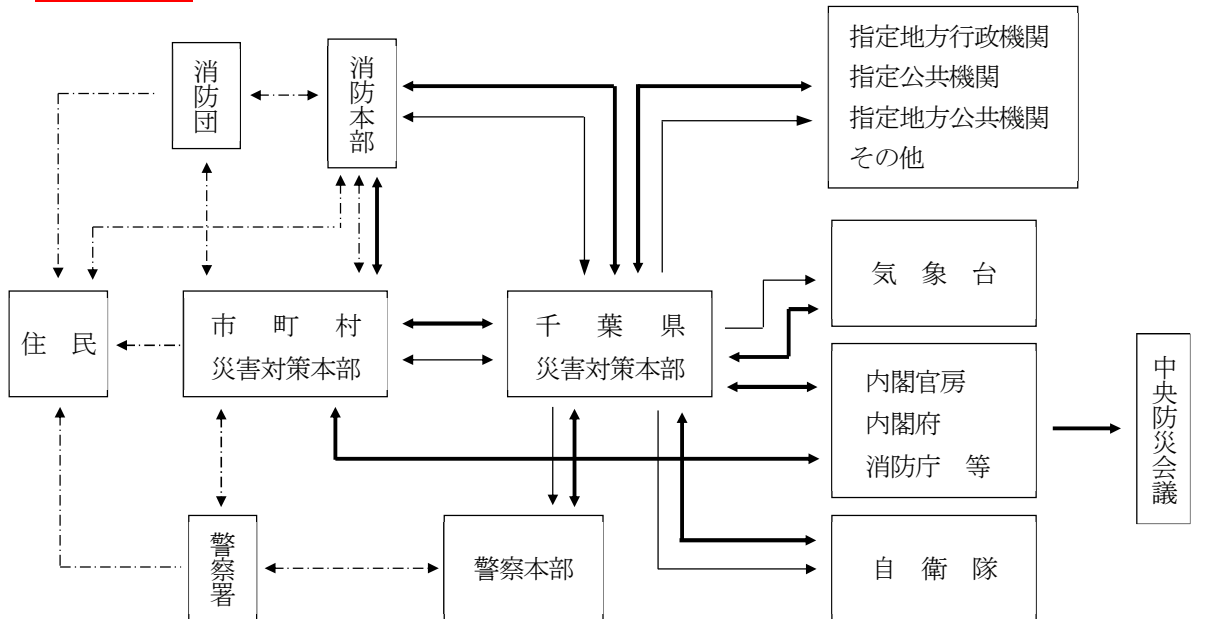 消防団
消防本部
指定地方行政機関
指定公共機関
指定地方公共機関
その他
気 象 台
住 民
市 町 村
災害対策本部
千 葉 県
災害対策本部
内閣官房
内閣府
消防庁 等
中央防災会議
警察署
警察本部
自 衛 隊